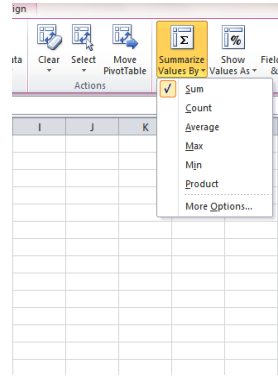 ign
ata
Clear
Select
Move
PivotTable
Summarize
Values By
Show
Values As
Field
&
Actions
I J K
Sum
Count
Average
Max
Min
Product
More Options...